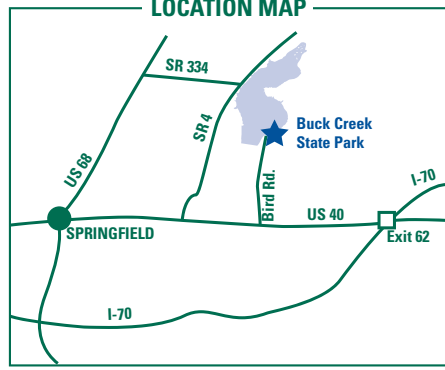 LOCATION MAP
SR 334
SR 4
US 68
Buck Creek
State Park
Bird Rd.
I-70
US 40
SPRINGFIELD
Exit 62
I-70